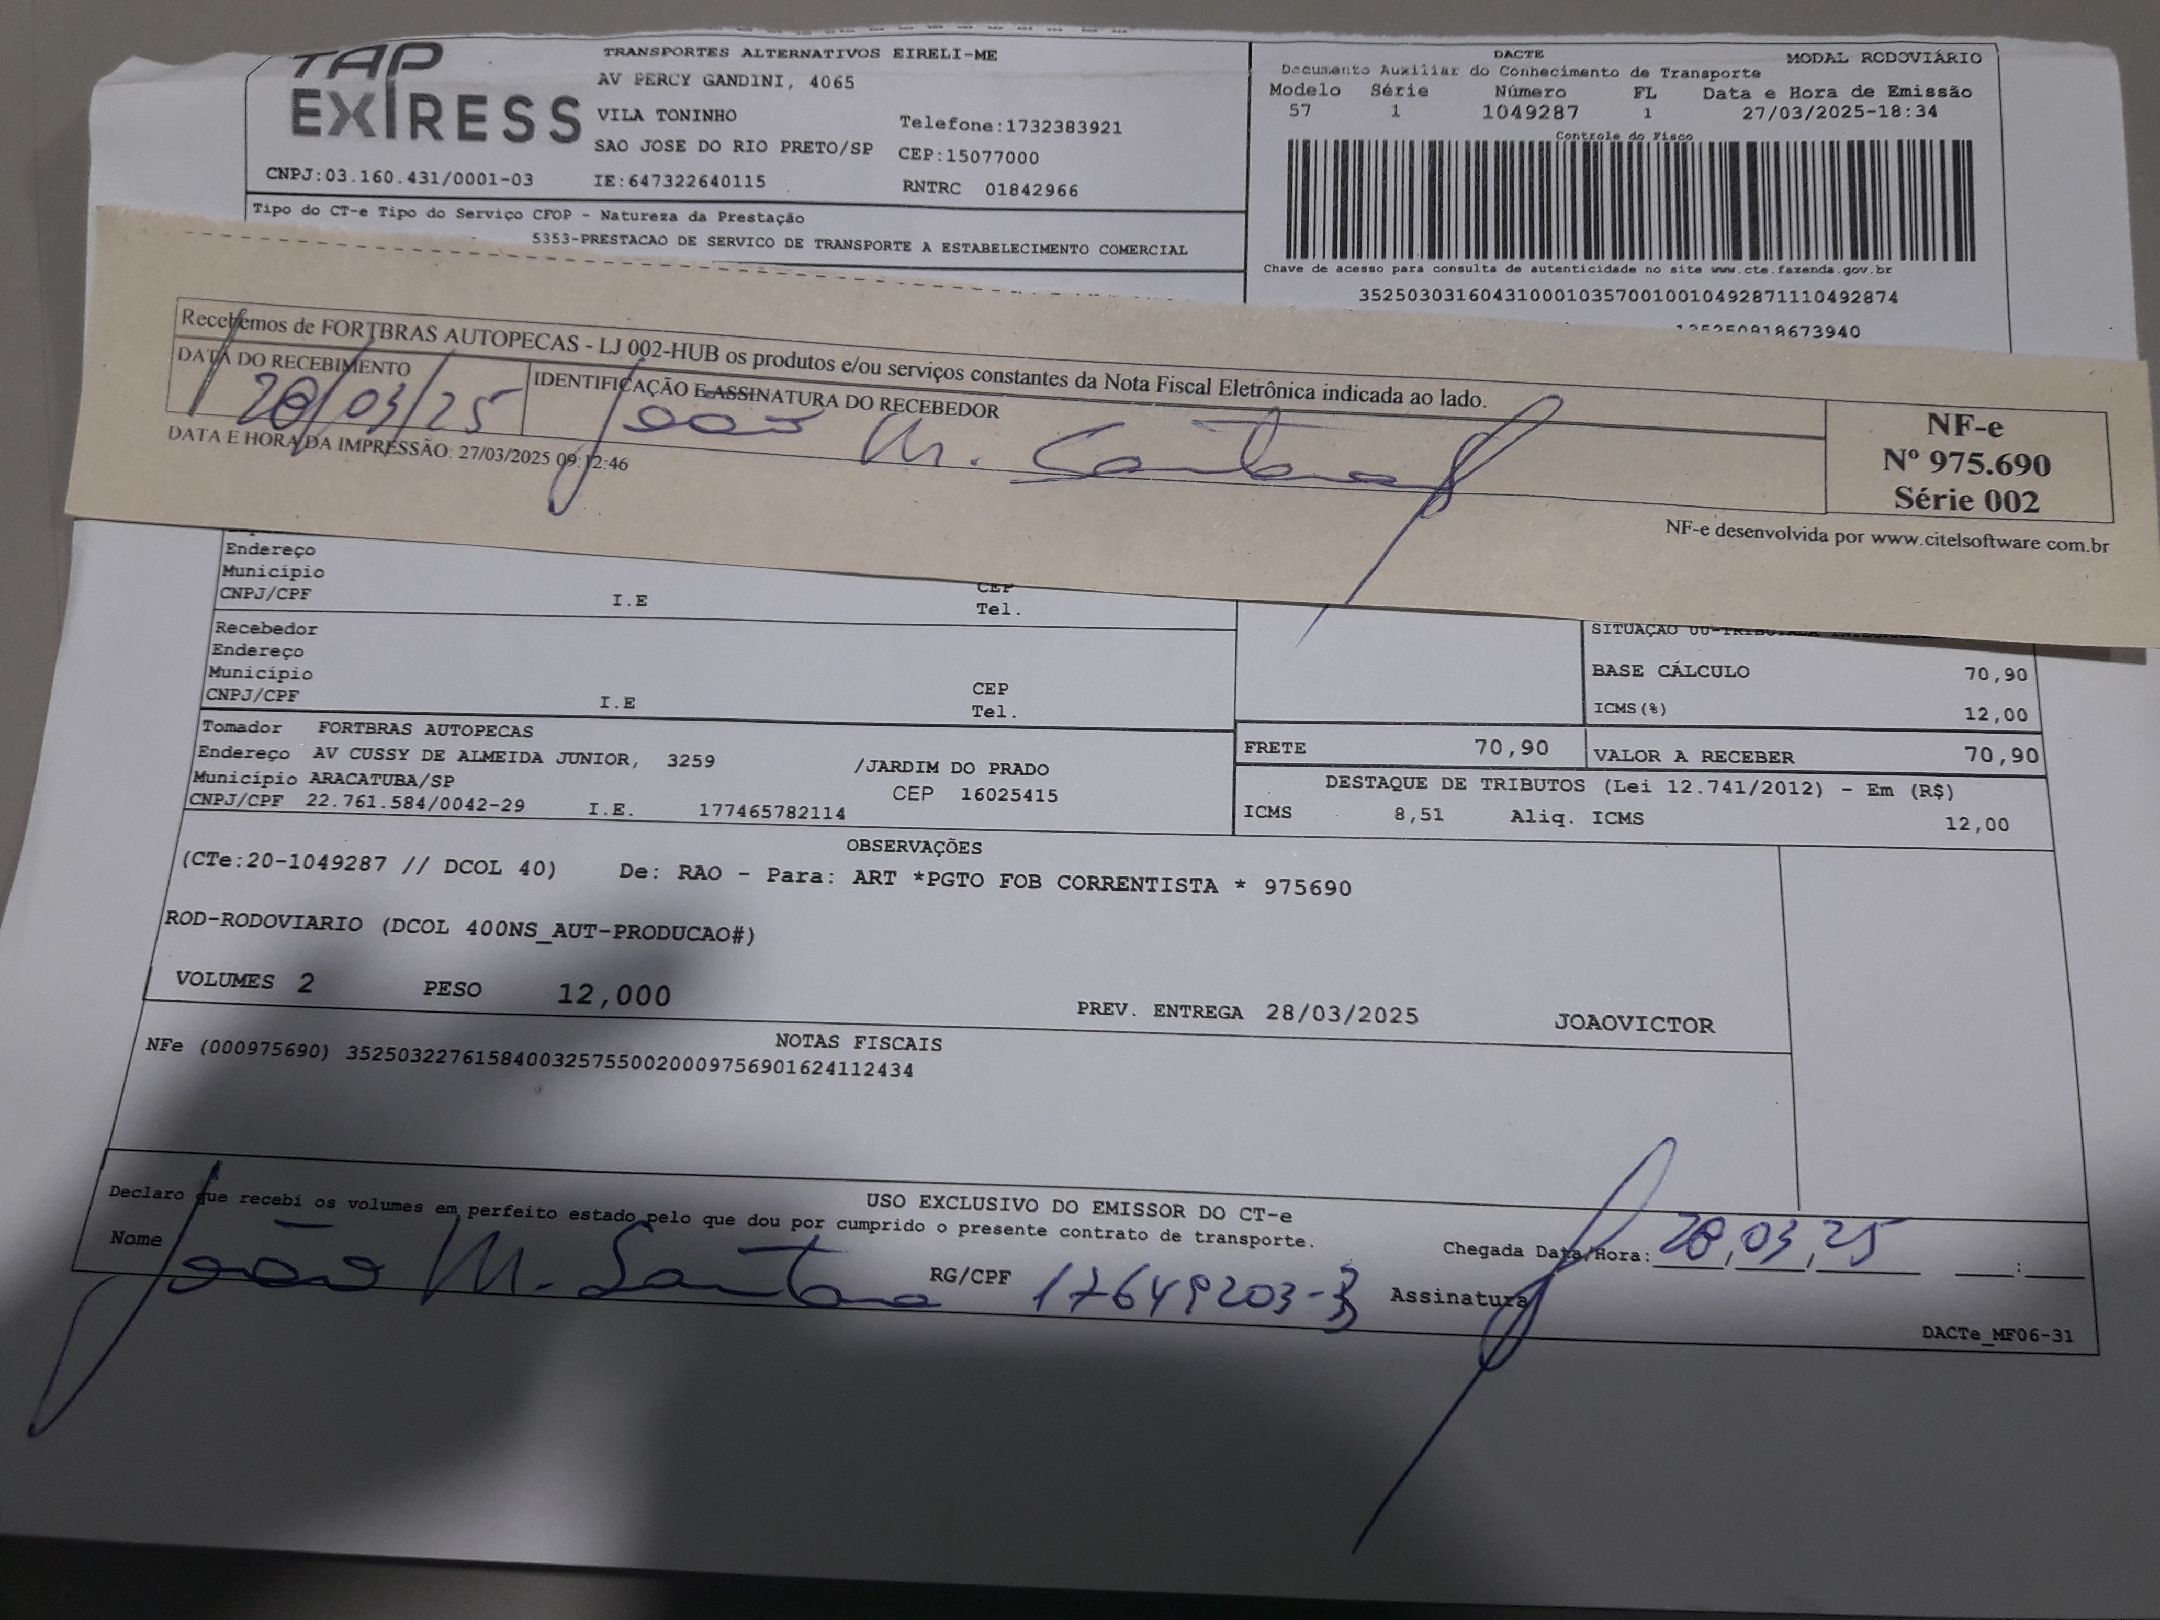 TAP EXPRESS
TRANSPORTES ALTERNATIVOS EIRELI-ME
AV PERCY GANDINI, 4065
VILA TONINHO
Telefone:1732383921
SAO JOSE DO RIO PRETO/SP CEP:15077000
CNPJ:03.160.431/0001-03 IE:647322640115 RNTRC 01842966
Tipo do CT-e Tipo do Serviço CFOP - Natureza da Prestação
5353-PRESTACAO DE SERVICO DE TRANSPORTE A ESTABELECIMENTO COMERCIAL
DACTE MODAL RODOVIÁRIO
Documento Auxiliar do Conhecimento de Transporte
Modelo Série Número FL Data e Hora de Emissão
57 1 1049287 1 27/03/2025-18:34
Controle do Fisco
Chave de acesso para consulta de autenticidade no site www.cte.fazenda.gov.br
35250303160431000103570010010492871110492874
Recebemos de FORTBRAS AUTOPECAS - LJ 002-HUB os produtos e/ou serviços constantes da Nota Fiscal Eletrônica indicada ao lado.
DATA DO RECEBIMENTO
28/03/25
IDENTIFICAÇÃO E ASSINATURA DO RECEBEDOR
João M. Santana
DATA E HORA DA IMPRESSÃO: 27/03/2025 09:12:46
NF-e
Nº 975.690
Série 002
NF-e desenvolvida por www.citelsoftware.com.br
Endereço
Município CEP
CNPJ/CPF I.E Tel.
Recebedor
Endereço
Município CEP
CNPJ/CPF I.E Tel.
BASE CÁLCULO 70,90
ICMS(%) 12,00
Tomador FORTBRAS AUTOPECAS
Endereço AV CUSSY DE ALMEIDA JUNIOR, 3259 /JARDIM DO PRADO
Município ARACATUBA/SP CEP 16025415
CNPJ/CPF 22.761.584/0042-29 I.E. 177465782114
FRETE 70,90 VALOR A RECEBER 70,90
DESTAQUE DE TRIBUTOS (Lei 12.741/2012) - Em (R$)
ICMS 8,51 Aliq. ICMS 12,00
OBSERVAÇÕES
(CTe:20-1049287 // DCOL 40) De: RAO - Para: ART *PGTO FOB CORRENTISTA * 975690
ROD-RODOVIARIO (DCOL 400NS_AUT-PRODUCAO#)
VOLUMES 2 PESO 12,000 PREV. ENTREGA 28/03/2025 JOAOVICTOR
NOTAS FISCAIS
NFe (000975690) 35250322761584003257550020009756901624112434
USO EXCLUSIVO DO EMISSOR DO CT-e
Declaro que recebi os volumes em perfeito estado pelo que dou por cumprido o presente contrato de transporte.
Nome João M. Santana RG/CPF 17649203-3 Assinatura
Chegada Data/Hora: 28,03,25 :
DACTe_MF06-31